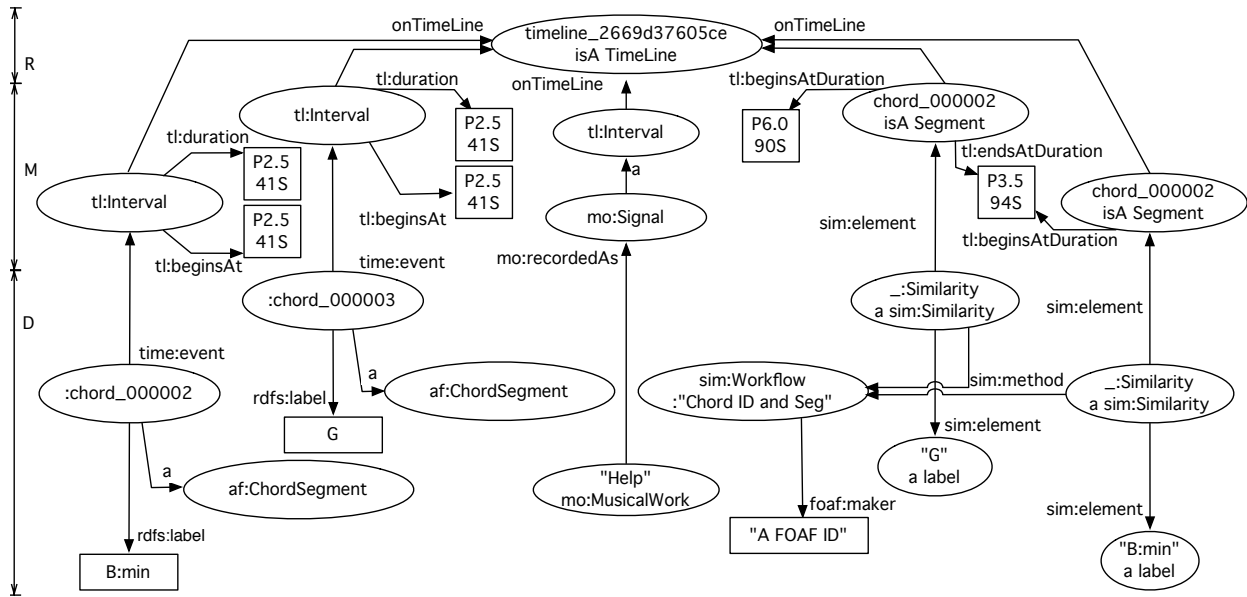 onTimeLine
timeline_2669d37605ce
isA TimeLine
onTimeLine
R
tl:duration
onTimeLine
tl:beginsAtDuration
tl:Interval
P2.5
41S
tl:Interval
P6.0
90S
chord_000002
isA Segment
tl:duration
P2.5
41S
a
tl:endsAtDuration
M
P2.5
41S
P3.5
94S
tl:Interval
chord_000002
isA Segment
P2.5
41S
tl:beginsAt
mo:Signal
sim:element
tl:beginsAtDuration
tl:beginsAt
time:event
mo:recordedAs
:chord_000003
_:Similarity
a sim:Similarity
sim:element
D
time:event
a
:chord_000002
rdfs:label
af:ChordSegment
sim:Workflow
:"Chord ID and Seg"
sim:method
_:Similarity
a sim:Similarity
G
sim:element
a
"G"
a label
af:ChordSegment
"Help"
mo:MusicalWork
foaf:maker
sim:element
rdfs:label
"A FOAF ID"
B:min
"B:min"
a label